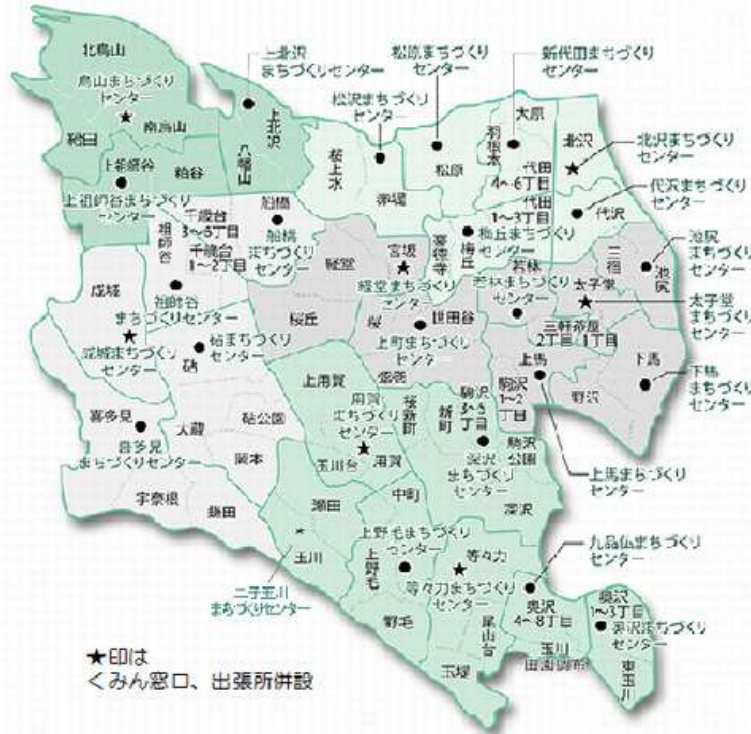 北烏山
烏山まちづくり
センター
給田
南烏山
上祖師谷
粕谷
上祖師谷まちづくり
センター
上北沢
まちづくりセンター
上北沢
八幡山
松沢まちづくり
センター
桜上水
赤堤
松原まちづくり
センター
松原
新代田まちづくり
センター
大原
羽根木
代田
4~6丁目
代田
1~3丁目
北沢
北沢まちづくり
センター
代沢まちづくり
センター
代沢
豪徳寺
梅丘
梅丘まちづくり
センター
千歳台
3~6丁目
千歳台
1~2丁目
船橋
船橋
まちづくり
センター
祖師谷
祖師谷
まちづくりセンター
成城
成城まちづくり
センター
砧まちづくり
センター
砧
喜多見
喜多見
まちづくりセンター
大蔵
砧公園
岡本
宇奈根
鎌田
経堂
宮坂
経堂まちづくり
センター
桜丘
桜
世田谷
上町まちづくり
センター
弦巻
若林
若林まちづくり
センター
三宿
池尻
池尻
まちづくり
センター
太子堂
太子堂
まちづくり
センター
三軒茶屋
2丁目
1丁目
上馬
駒沢
1~2
丁目
野沢
下馬
下馬
まちづくり
センター
上馬まちづくり
センター
上用賀
用賀
まちづくり
センター
玉川台
用賀
桜新町
新町
駒沢
3~5
丁目
深沢
まちづくり
センター
駒沢
公園
深沢
瀬田
玉川
二子玉川
まちづくりセンター
中町
上野毛まちづくり
センター
上野毛
野毛
等々力
等々力まちづくり
センター
尾山台
玉堤
九品仏まちづくり
センター
奥沢
4~8丁目
玉川
田園調布
奥沢
1~3丁目
奥沢まちづくり
センター
東玉川
★印は
くみん窓口、出張所併設